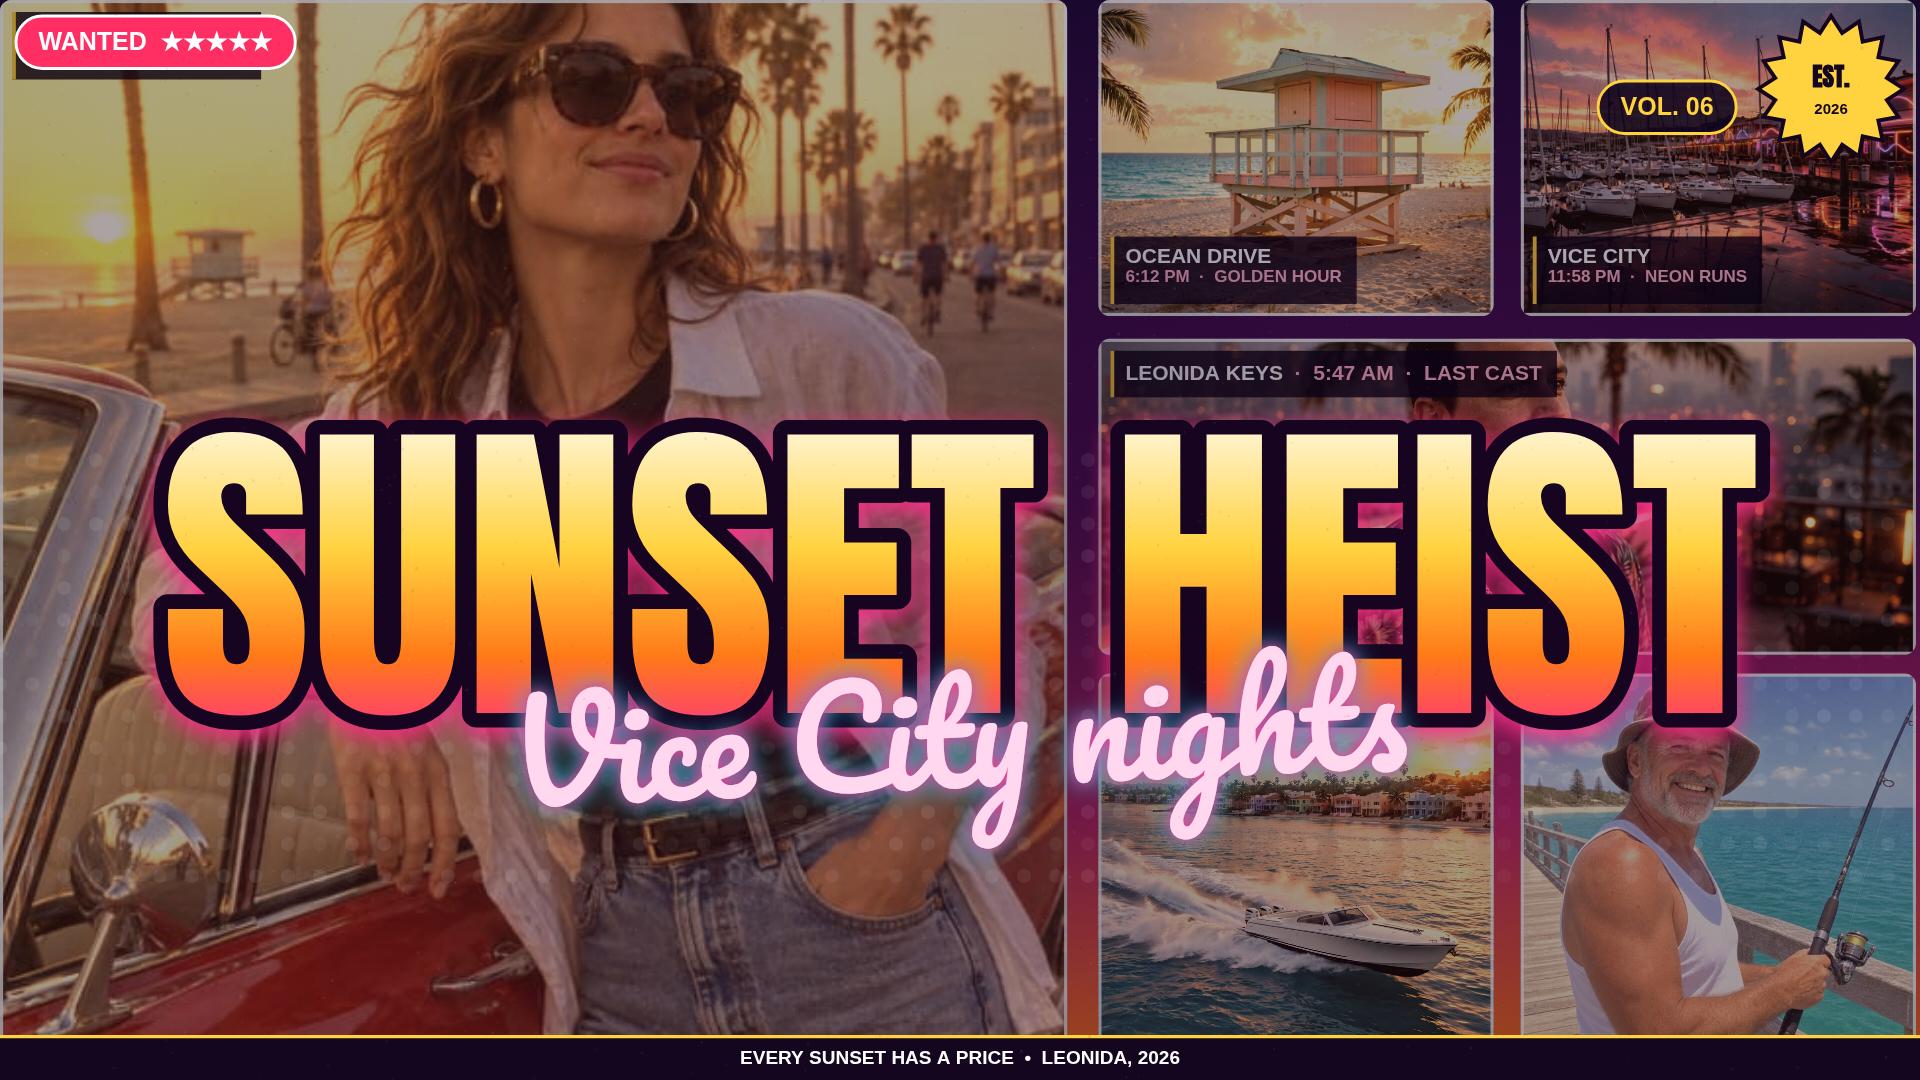 WANTED ★★★★★
EST.
2026
VOL. 06
OCEAN DRIVE
6:12 PM · GOLDEN HOUR
VICE CITY
11:58 PM · NEON RUNS
LEONIDA KEYS · 5:47 AM · LAST CAST
SUNSET HEIST
Vice City nights
EVERY SUNSET HAS A PRICE • LEONIDA, 2026